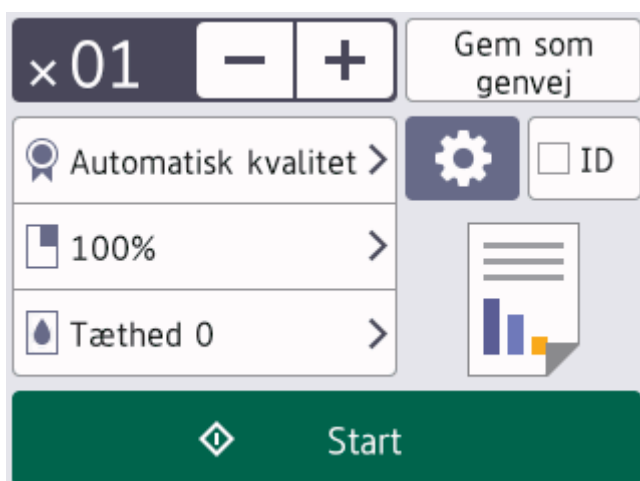 ×01 − +
Gem som
genvej
Automatisk kvalitet >
ID
100% >
Tæthed 0 >
Start